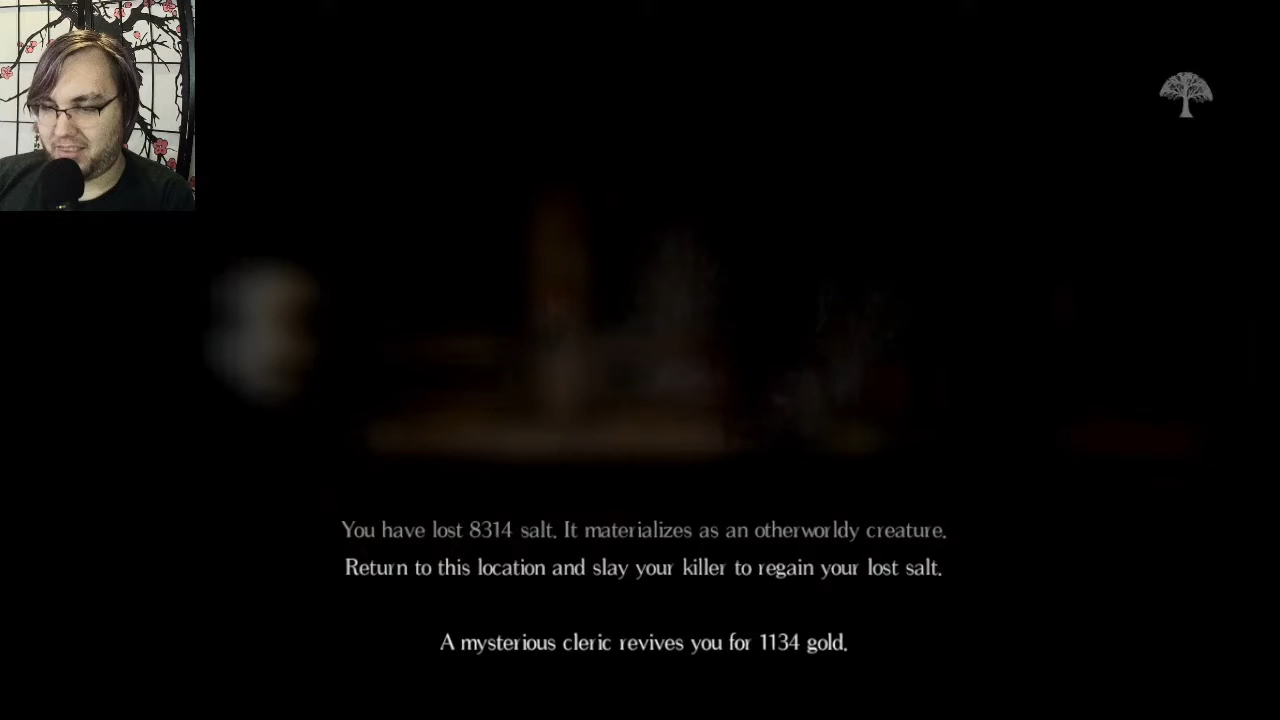 You have lost 8314 salt. It materializes as an otherworldy creature.
Return to this location and slay your killer to regain your lost salt.
A mysterious cleric revives you for 1134 gold.